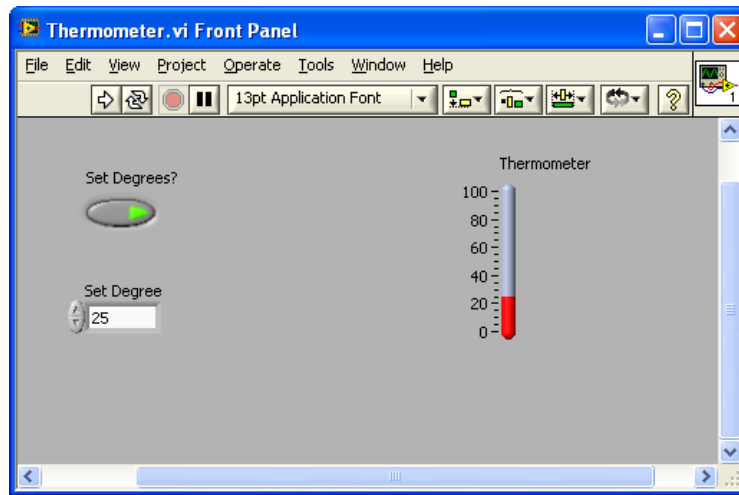 Thermometer.vi Front Panel
File Edit View Project Operate Tools Window Help
13pt Application Font
1
Set Degrees?
Thermometer
100
80
60
40
20
0
Set Degree
25